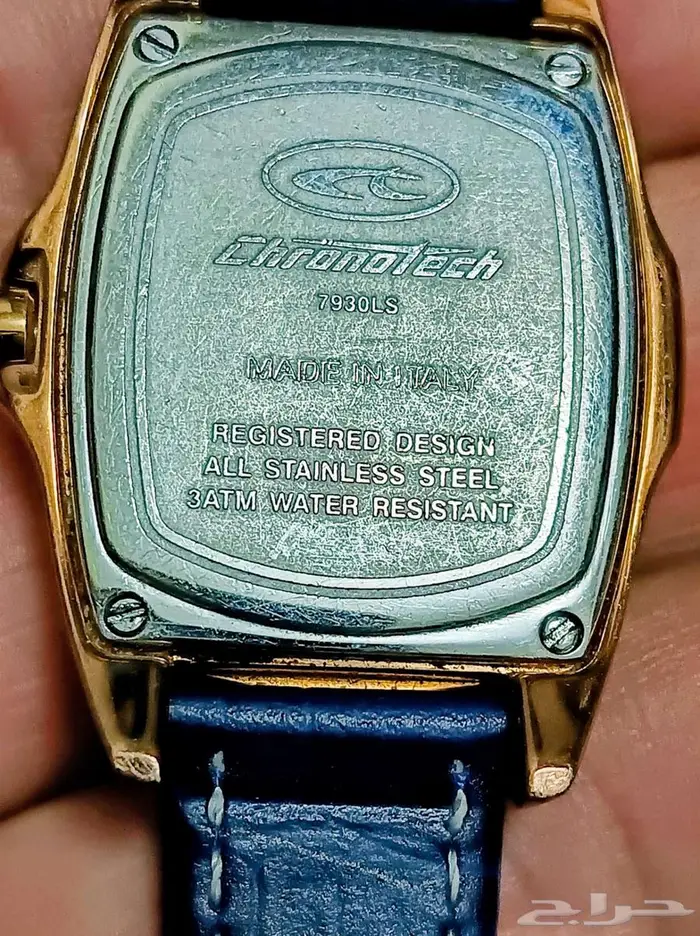 ChronoTech
7930LS
MADE IN ITALY
REGISTERED DESIGN
ALL STAINLESS STEEL
3ATM WATER RESISTANT
حراج